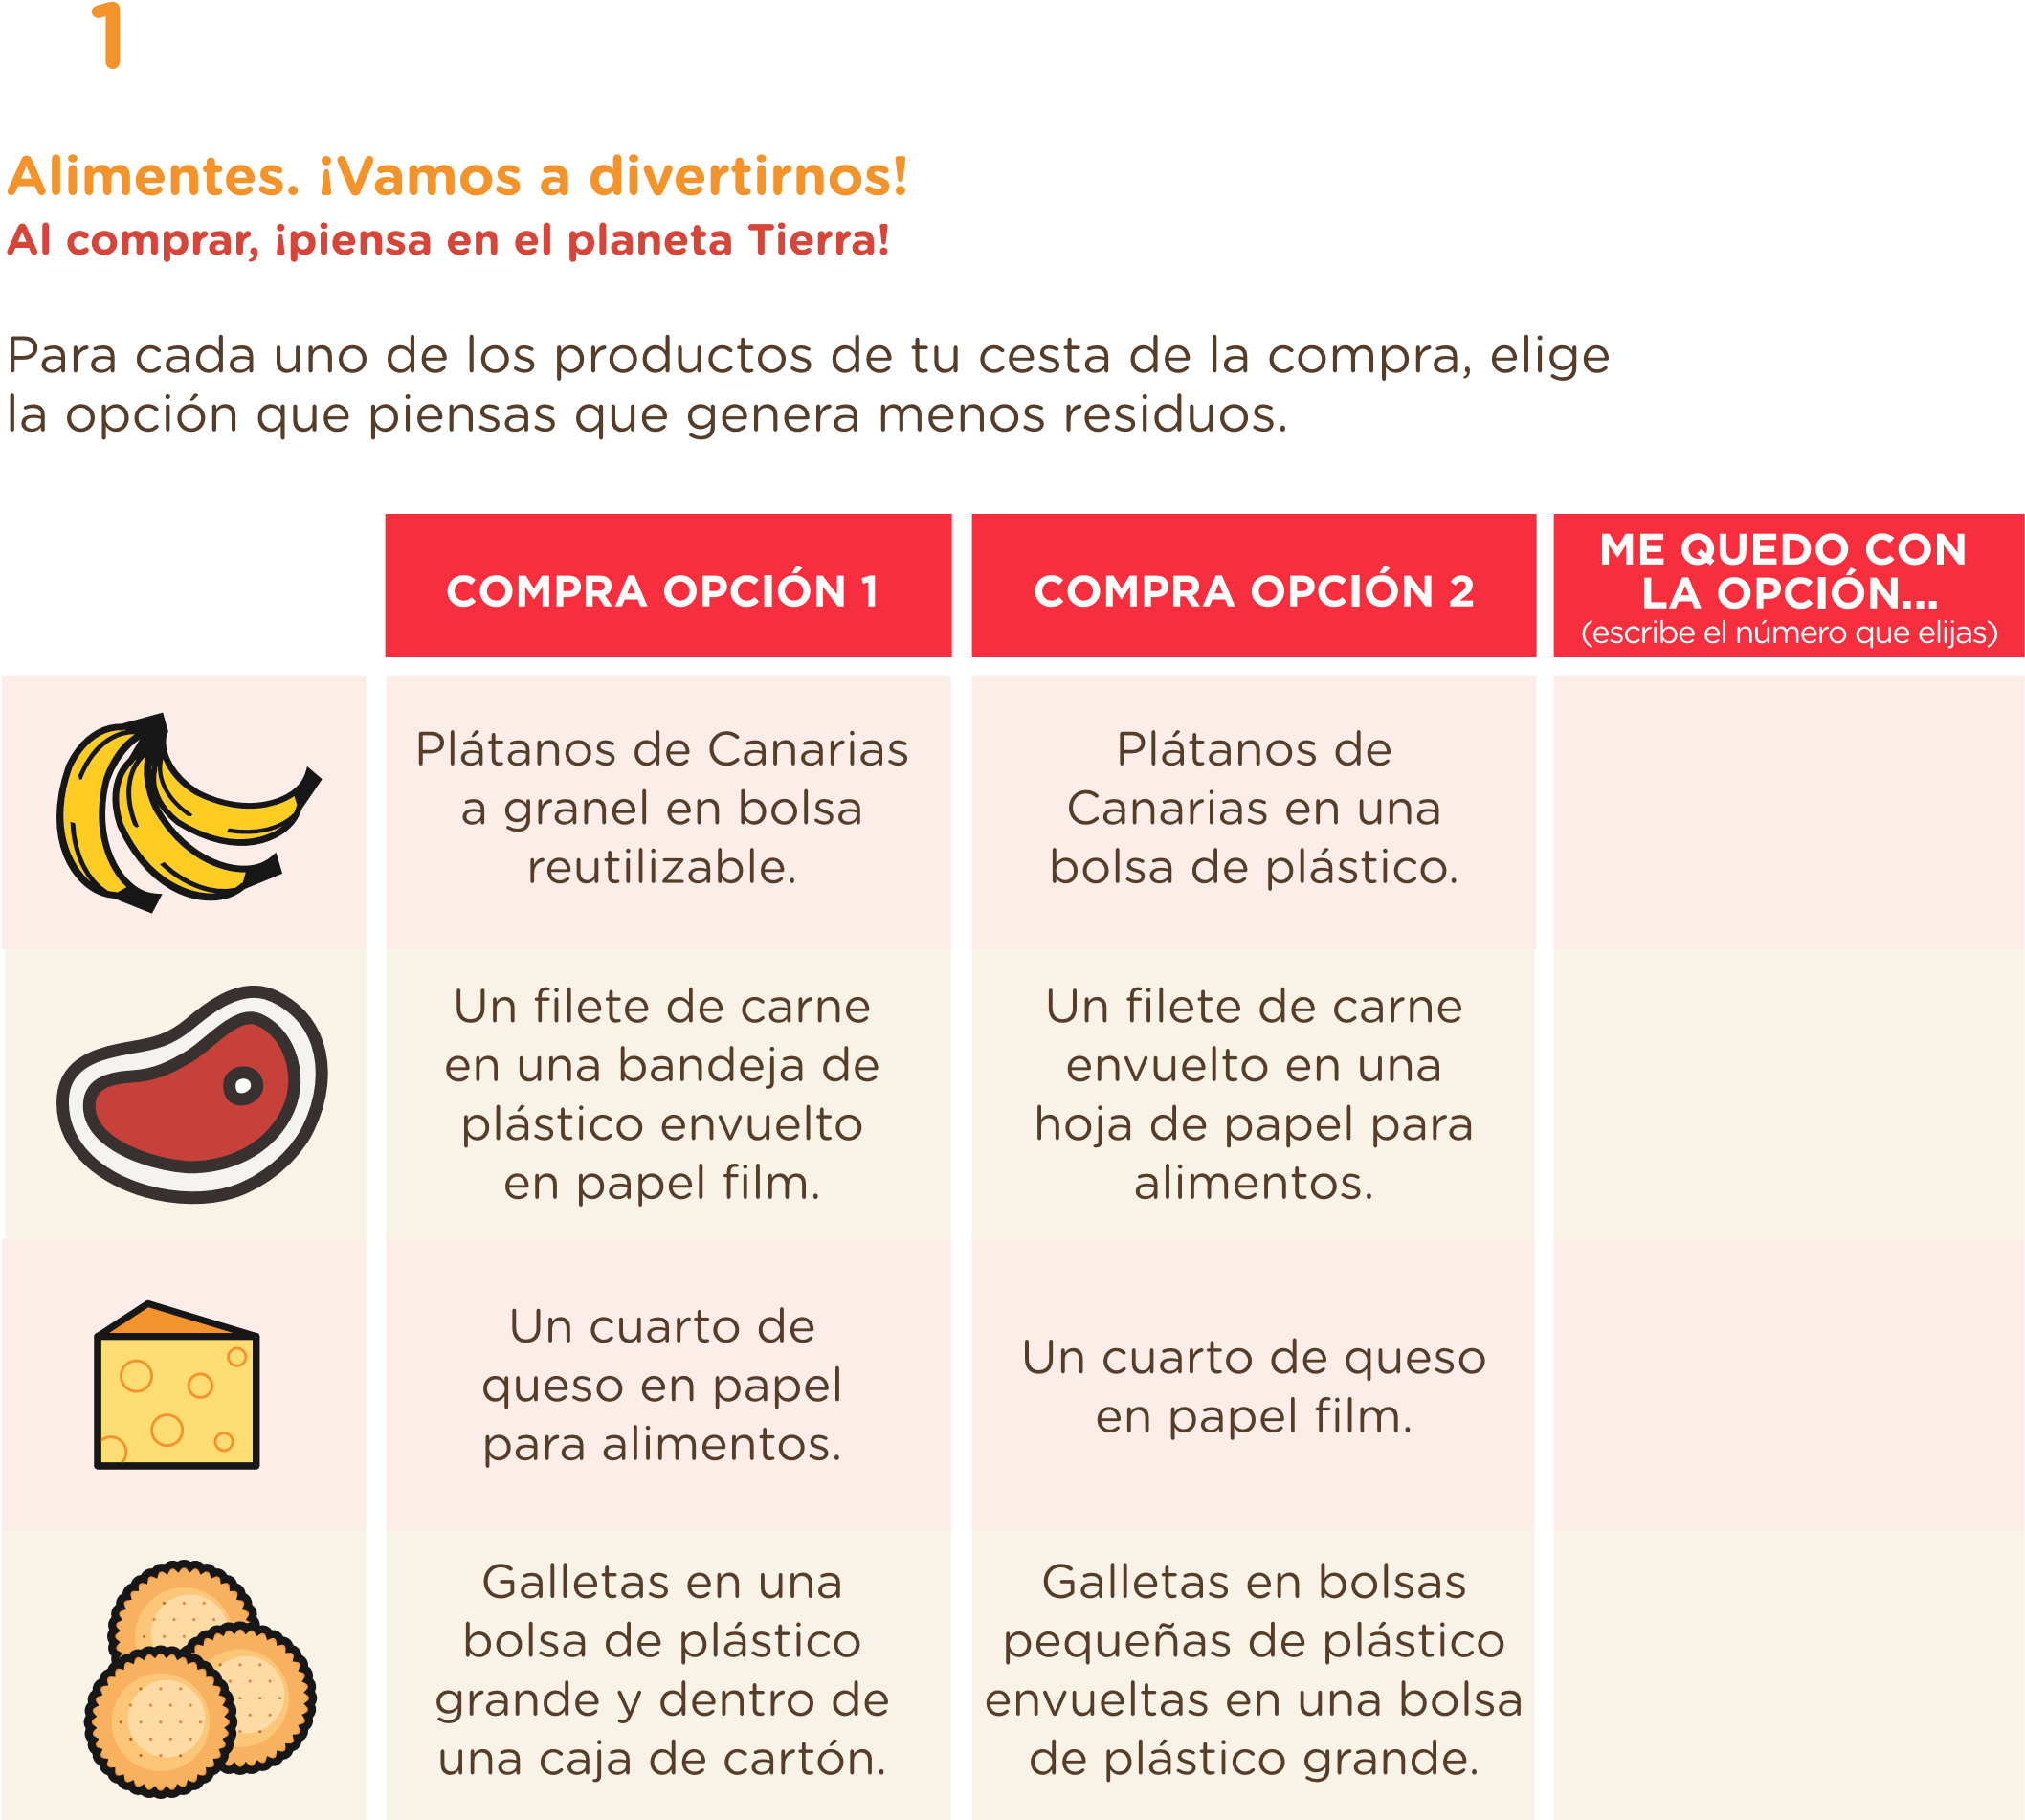 1
Alimentes. ¡Vamos a divertirnos!
Al comprar, ¡piensa en el planeta Tierra!
Para cada uno de los productos de tu cesta de la compra, elige
la opción que piensas que genera menos residuos.
COMPRA OPCIÓN 1
COMPRA OPCIÓN 2
ME QUEDO CON
LA OPCIÓN...
(escribe el número que elijas)
Plátanos de Canarias
a granel en bolsa
reutilizable.
Plátanos de
Canarias en una
bolsa de plástico.
Un filete de carne
en una bandeja de
plástico envuelto
en papel film.
Un filete de carne
envuelto en una
hoja de papel para
alimentos.
Un cuarto de
queso en papel
para alimentos.
Un cuarto de queso
en papel film.
Galletas en una
bolsa de plástico
grande y dentro de
una caja de cartón.
Galletas en bolsas
pequeñas de plástico
envueltas en una bolsa
de plástico grande.